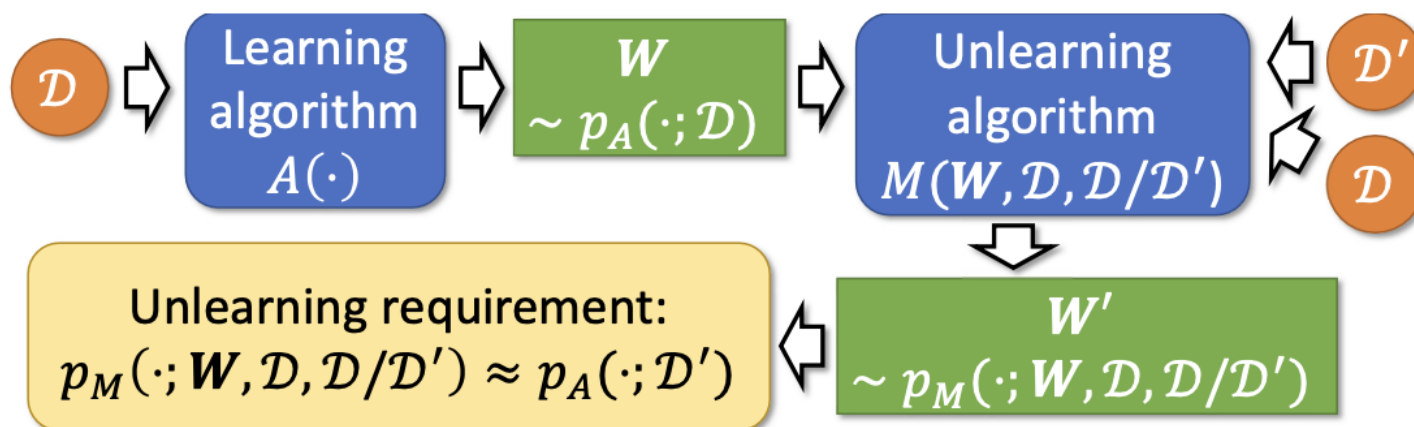 𝒟
Learning
algorithm
A(·)
W
~ p_A(·; 𝒟)
Unlearning
algorithm
M(W, 𝒟, 𝒟/𝒟′)
𝒟′
𝒟
W′
~ p_M(·; W, 𝒟, 𝒟/𝒟′)
Unlearning requirement:
p_M(·; W, 𝒟, 𝒟/𝒟′) ≈ p_A(·; 𝒟′)